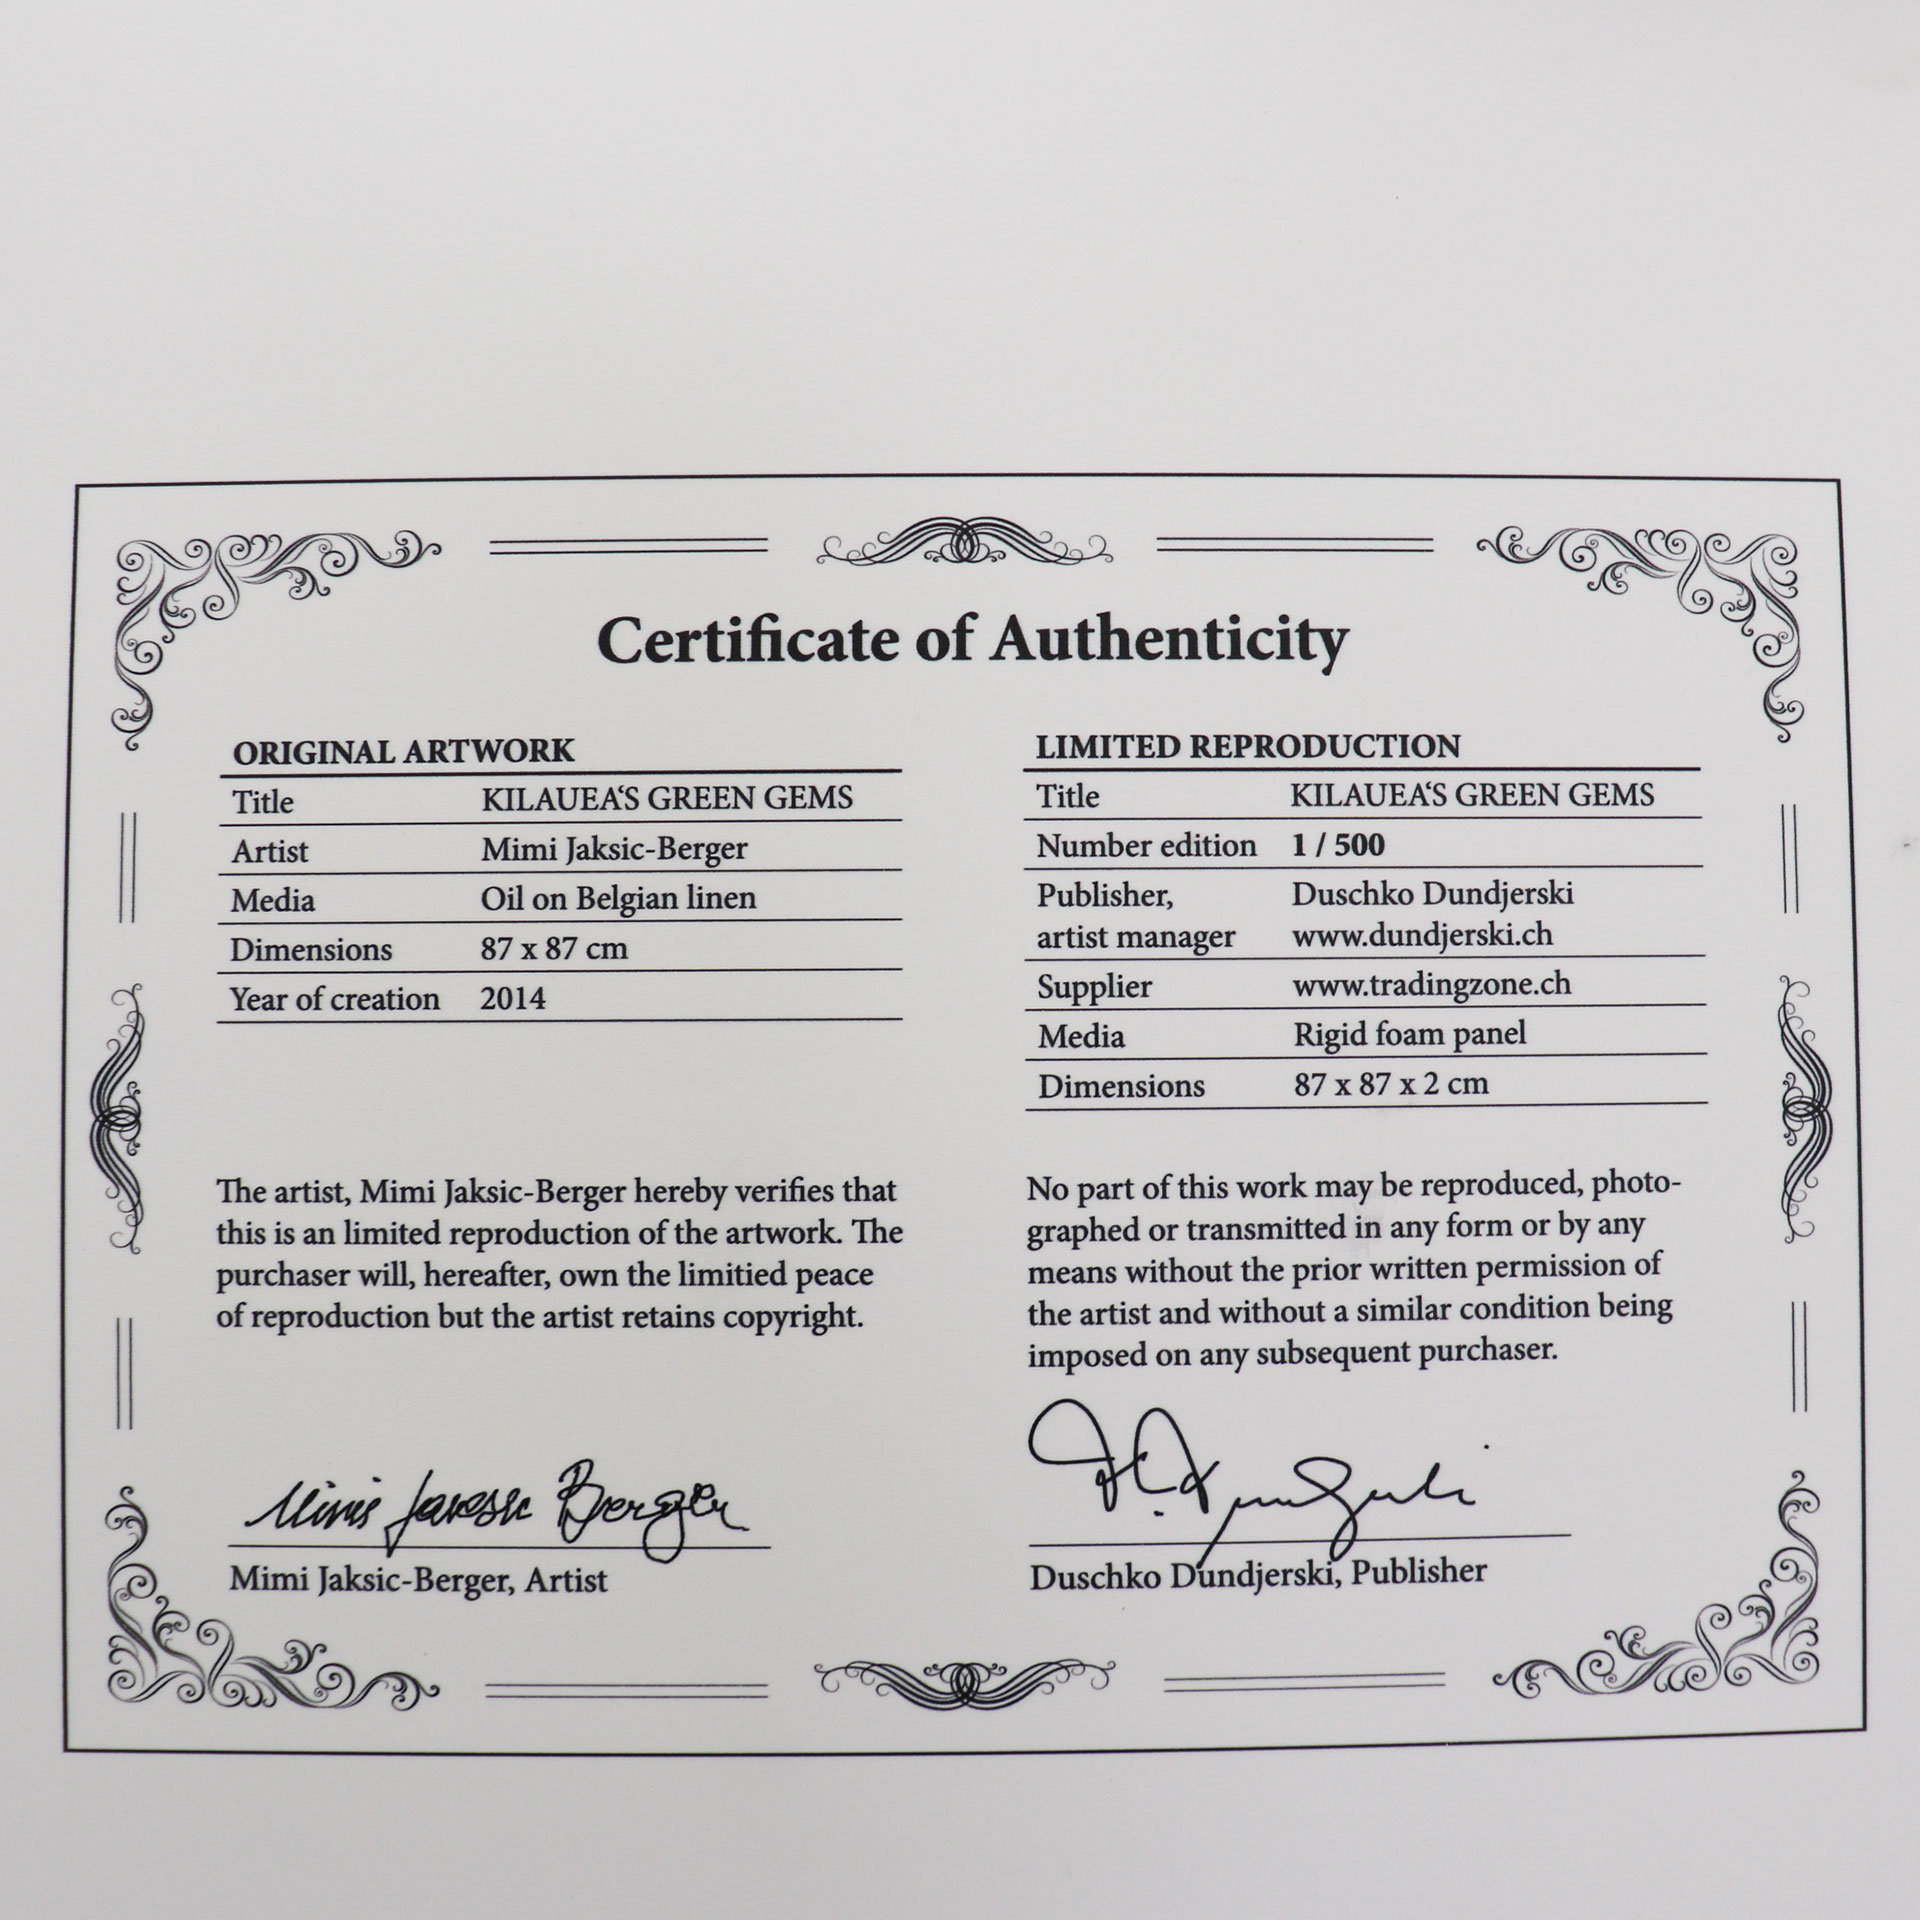 Certificate of Authenticity
ORIGINAL ARTWORK
Title KILAUEA‘S GREEN GEMS
Artist Mimi Jaksic-Berger
Media Oil on Belgian linen
Dimensions 87 x 87 cm
Year of creation 2014
The artist, Mimi Jaksic-Berger hereby verifies that
this is an limited reproduction of the artwork. The
purchaser will, hereafter, own the limitied peace
of reproduction but the artist retains copyright.
Mimi Jaksic Berger
Mimi Jaksic-Berger, Artist
LIMITED REPRODUCTION
Title KILAUEA‘S GREEN GEMS
Number edition 1 / 500
Publisher, Duschko Dundjerski
artist manager www.dundjerski.ch
Supplier www.tradingzone.ch
Media Rigid foam panel
Dimensions 87 x 87 x 2 cm
No part of this work may be reproduced, photo-
graphed or transmitted in any form or by any
means without the prior written permission of
the artist and without a similar condition being
imposed on any subsequent purchaser.
Duschko Dundjerski, Publisher